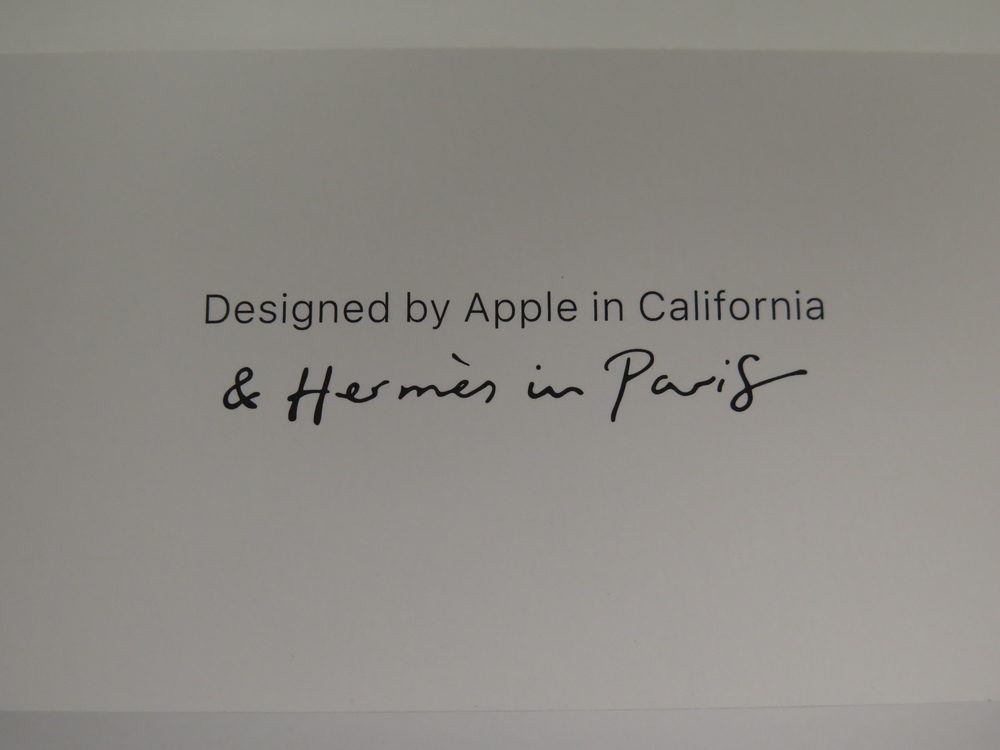 Designed by Apple in California
& Hermès in Paris